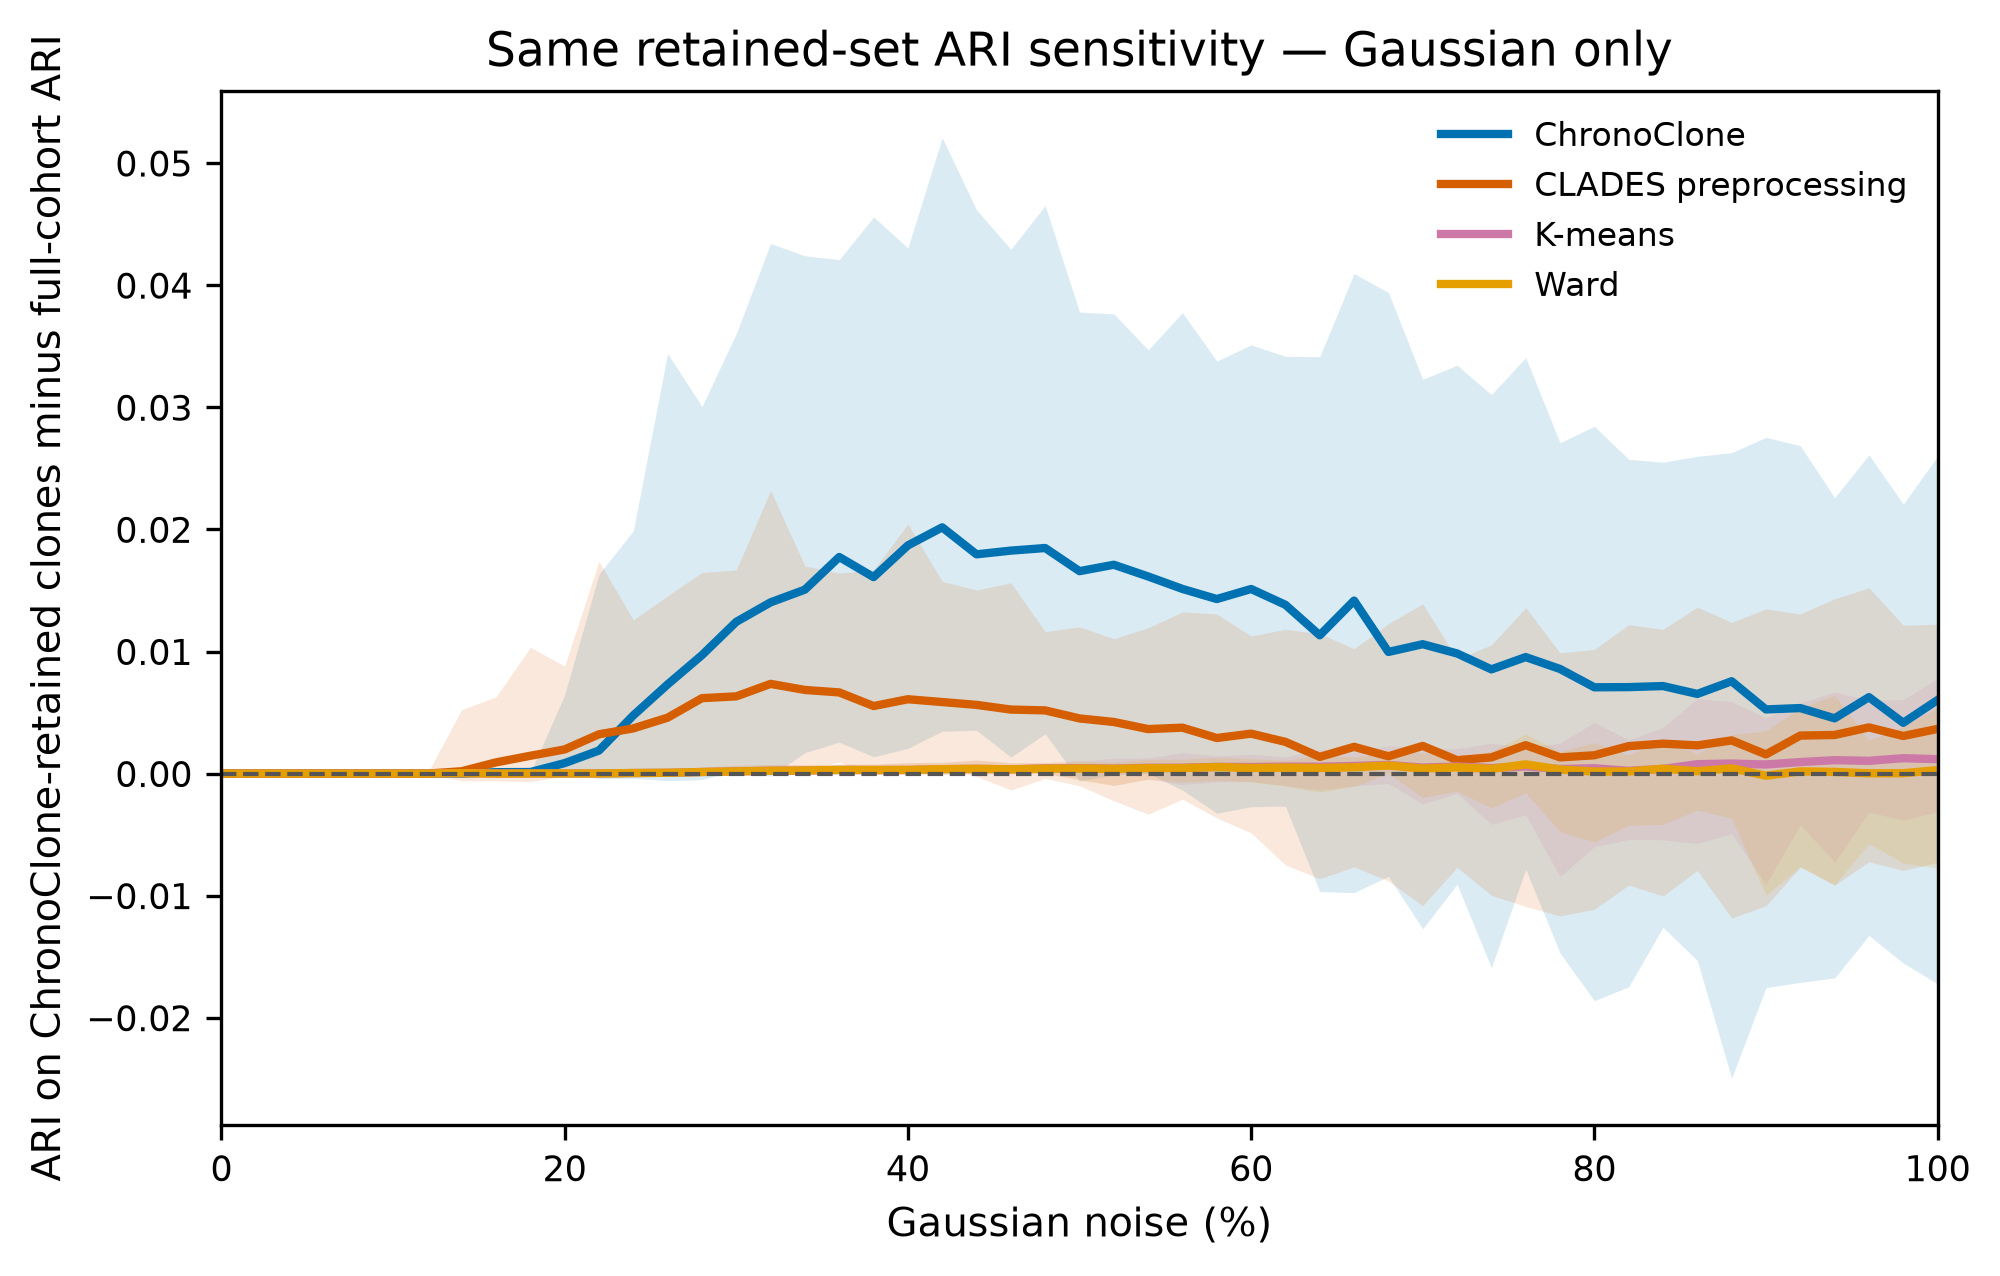 Same retained-set ARI sensitivity — Gaussian only
ARI on ChronoClone-retained clones minus full-cohort ARI
0.05
0.04
0.03
0.02
0.01
0.00
−0.01
−0.02
ChronoClone
CLADES preprocessing
K-means
Ward
0 20 40 60 80 100
Gaussian noise (%)